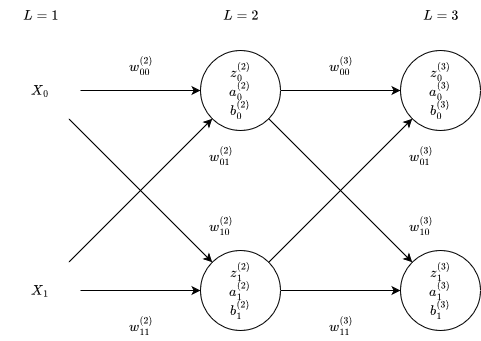 L = 1 L = 2 L = 3
w_{00}^{(2)} w_{00}^{(3)}
X_0
z_0^{(2)}
a_0^{(2)}
b_0^{(2)}
z_0^{(3)}
a_0^{(3)}
b_0^{(3)}
w_{01}^{(2)} w_{01}^{(3)}
w_{10}^{(2)} w_{10}^{(3)}
X_1
z_1^{(2)}
a_1^{(2)}
b_1^{(2)}
z_1^{(3)}
a_1^{(3)}
b_1^{(3)}
w_{11}^{(2)} w_{11}^{(3)}